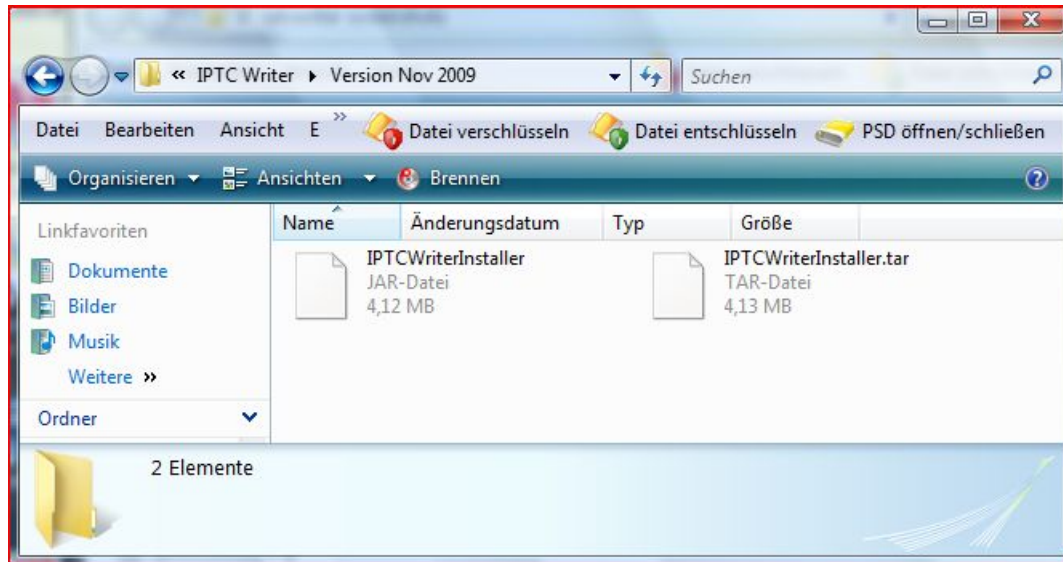 « IPTC Writer ▸ Version Nov 2009
Suchen
Datei Bearbeiten Ansicht E » Datei verschlüsseln Datei entschlüsseln PSD öffnen/schließen
Organisieren Ansichten Brennen
Linkfavoriten
Dokumente
Bilder
Musik
Weitere »
Ordner
Name Änderungsdatum Typ Größe
IPTCWriterInstaller
JAR-Datei
4,12 MB
IPTCWriterInstaller.tar
TAR-Datei
4,13 MB
2 Elemente